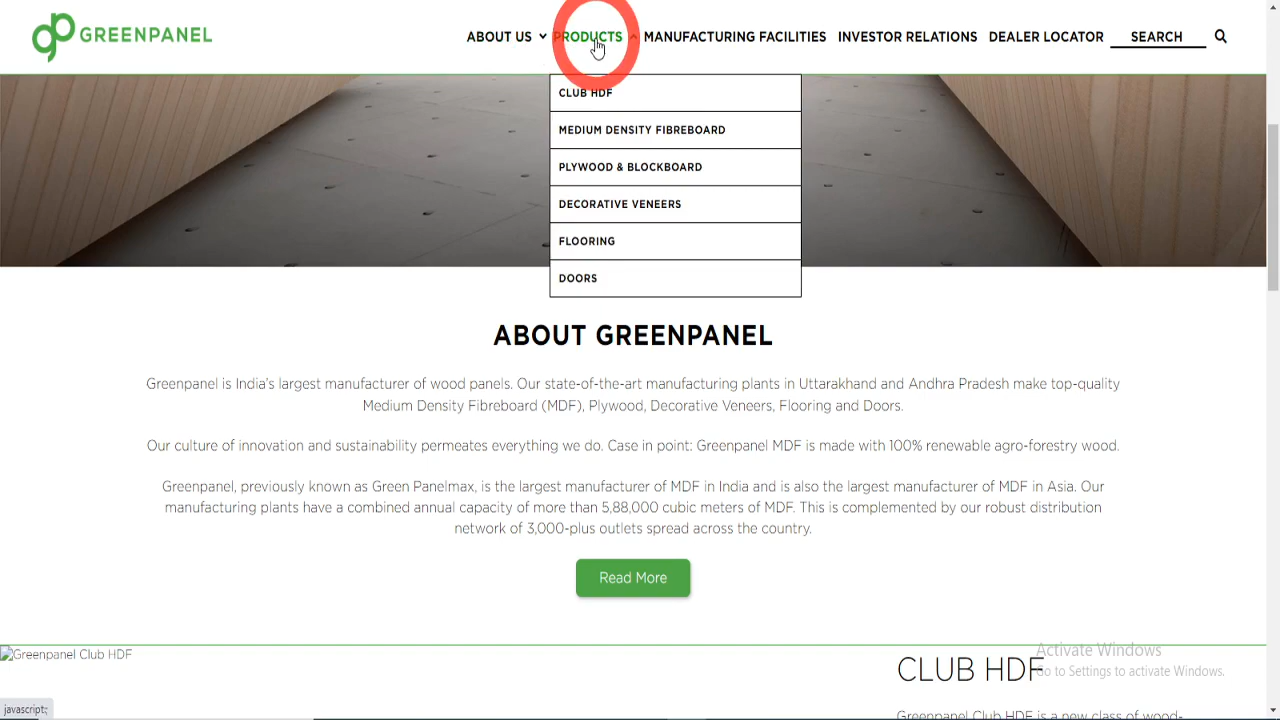 GREENPANEL
ABOUT US PRODUCTS MANUFACTURING FACILITIES INVESTOR RELATIONS DEALER LOCATOR SEARCH
CLUB HDF
MEDIUM DENSITY FIBREBOARD
PLYWOOD & BLOCKBOARD
DECORATIVE VENEERS
FLOORING
DOORS
ABOUT GREENPANEL
Greenpanel is India's largest manufacturer of wood panels. Our state-of-the-art manufacturing plants in Uttarakhand and Andhra Pradesh make top-quality
Medium Density Fibreboard (MDF), Plywood, Decorative Veneers, Flooring and Doors.
Our culture of innovation and sustainability permeates everything we do. Case in point: Greenpanel MDF is made with 100% renewable agro-forestry wood.
Greenpanel, previously known as Green Panelmax, is the largest manufacturer of MDF in India and is also the largest manufacturer of MDF in Asia. Our
manufacturing plants have a combined annual capacity of more than 5,88,000 cubic meters of MDF. This is complemented by our robust distribution
network of 3,000-plus outlets spread across the country.
Read More
Greenpanel Club HDF
CLUB HDF
Activate Windows
Go to Settings to activate Windows.
Greenpanel Club HDF is a new class of wood-
javascript:;